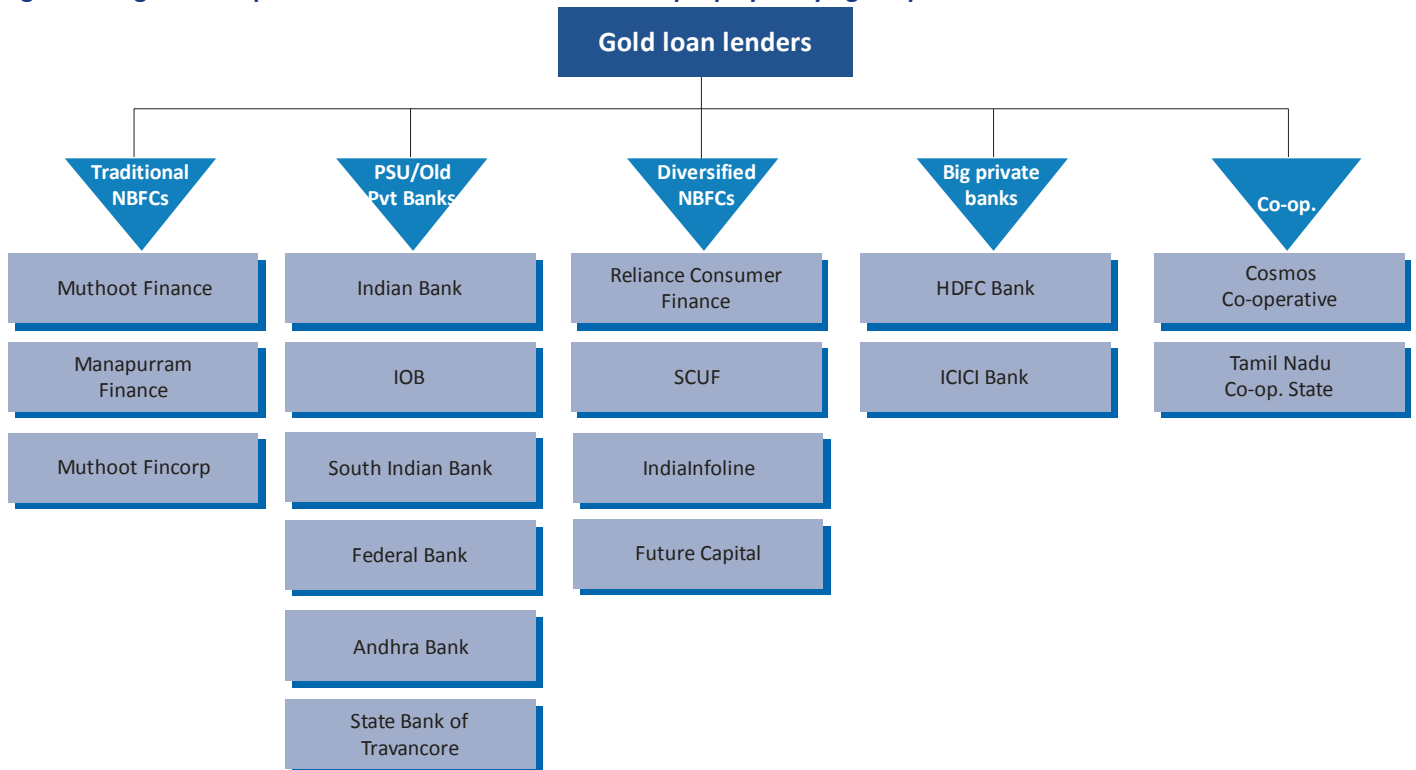 Gold loan lenders
Traditional
NBFCs
PSU/Old
Pvt Banks
Diversified
NBFCs
Big private
banks
Co-op.
Muthoot Finance
Manapurram
Finance
Muthoot Fincorp
Indian Bank
IOB
South Indian Bank
Federal Bank
Andhra Bank
State Bank of
Travancore
Reliance Consumer
Finance
SCUF
IndiaInfoline
Future Capital
HDFC Bank
ICICI Bank
Cosmos
Co-operative
Tamil Nadu
Co-op. State